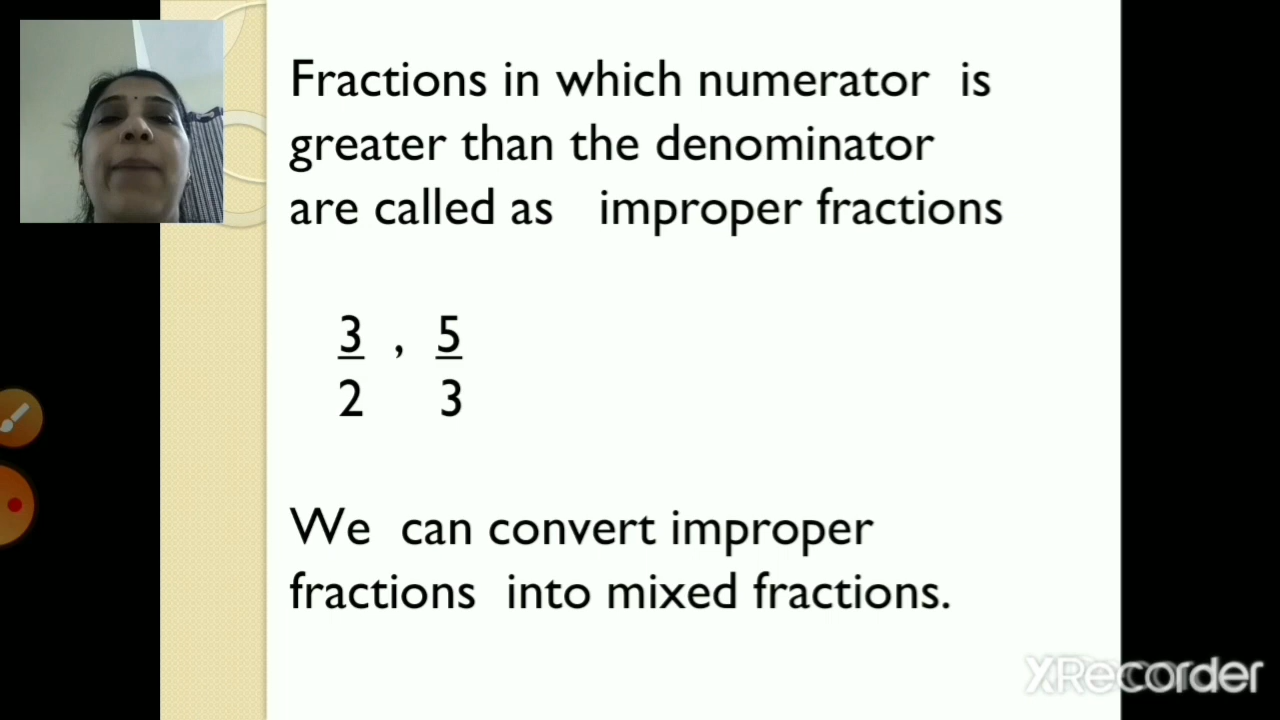 Fractions in which numerator is
greater than the denominator
are called as improper fractions
3 , 5
2 3
We can convert improper
fractions into mixed fractions.
XRecorder